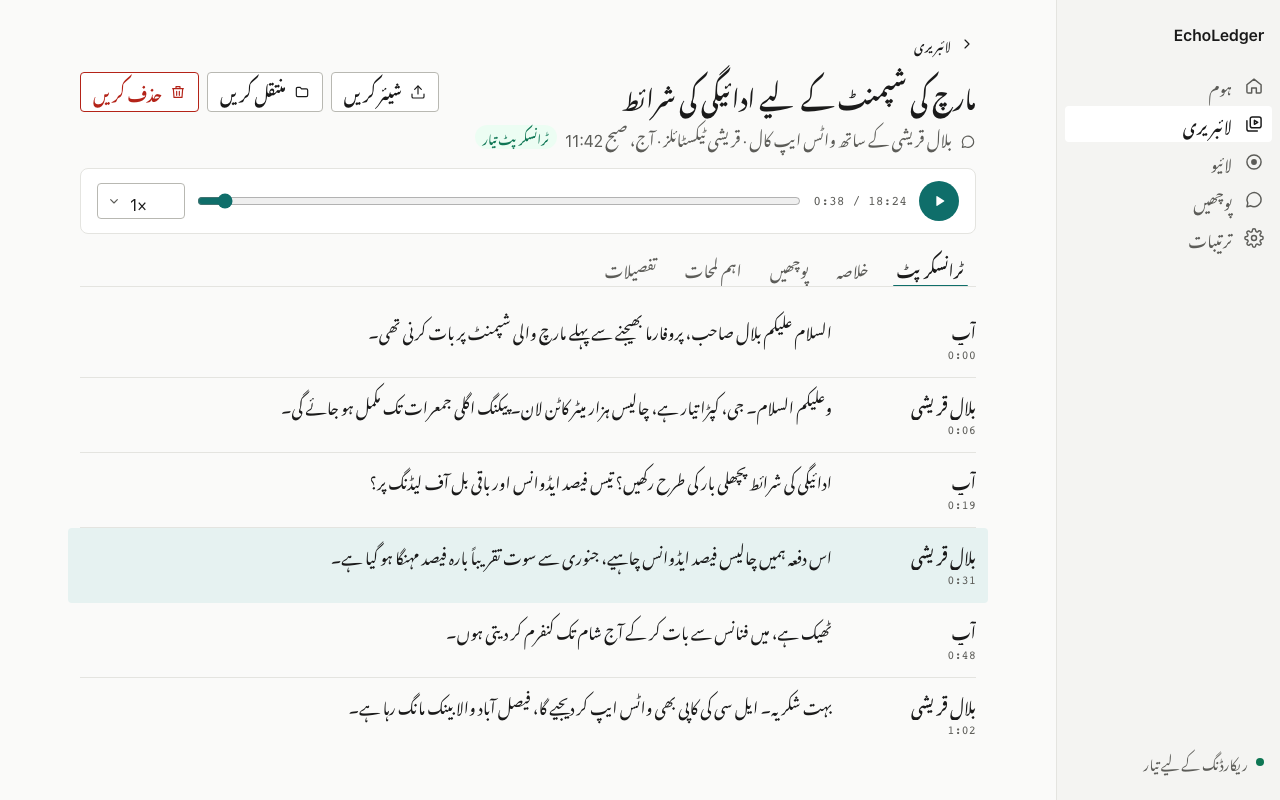 EchoLedger
ہوم
لائبریری
لائیو
پوچھیں
ترتیبات
ریکارڈنگ کے لیے تیار
لائبریری
مارچ کی شپمنٹ کے لیے ادائیگی کی شرائط
شیئر کریں
منتقل کریں
حذف کریں
بلال قریشی کے ساتھ واٹس ایپ کال · قریشی ٹیکسٹائلز · آج، صبح 11:42 ٹرانسکرپٹ تیار
0:38 / 18:24
1×
ٹرانسکرپٹ
خلاصہ
پوچھیں
اہم لمحات
تفصیلات
آپ
0:00
السلام علیکم بلال صاحب، پروفارما بھیجنے سے پہلے مارچ والی شپمنٹ پر بات کرنی تھی۔
بلال قریشی
0:06
وعلیکم السلام۔ جی، کپڑا تیار ہے، چالیس ہزار میٹر کاٹن لان۔ پیکنگ اگلی جمعرات تک مکمل ہو جائے گی۔
آپ
0:19
ادائیگی کی شرائط پچھلی بار کی طرح رکھیں؟ تیس فیصد ایڈوانس اور باقی بل آف لیڈنگ پر؟
بلال قریشی
0:31
اس دفعہ ہمیں چالیس فیصد ایڈوانس چاہیے، جنوری سے سوت تقریباً بارہ فیصد مہنگا ہو گیا ہے۔
آپ
0:48
ٹھیک ہے، میں فنانس سے بات کر کے آج شام تک کنفرم کر دیتی ہوں۔
بلال قریشی
1:02
بہت شکریہ۔ ایل سی کی کاپی بھی واٹس ایپ کر دیجیے گا، فیصل آباد والا بینک مانگ رہا ہے۔